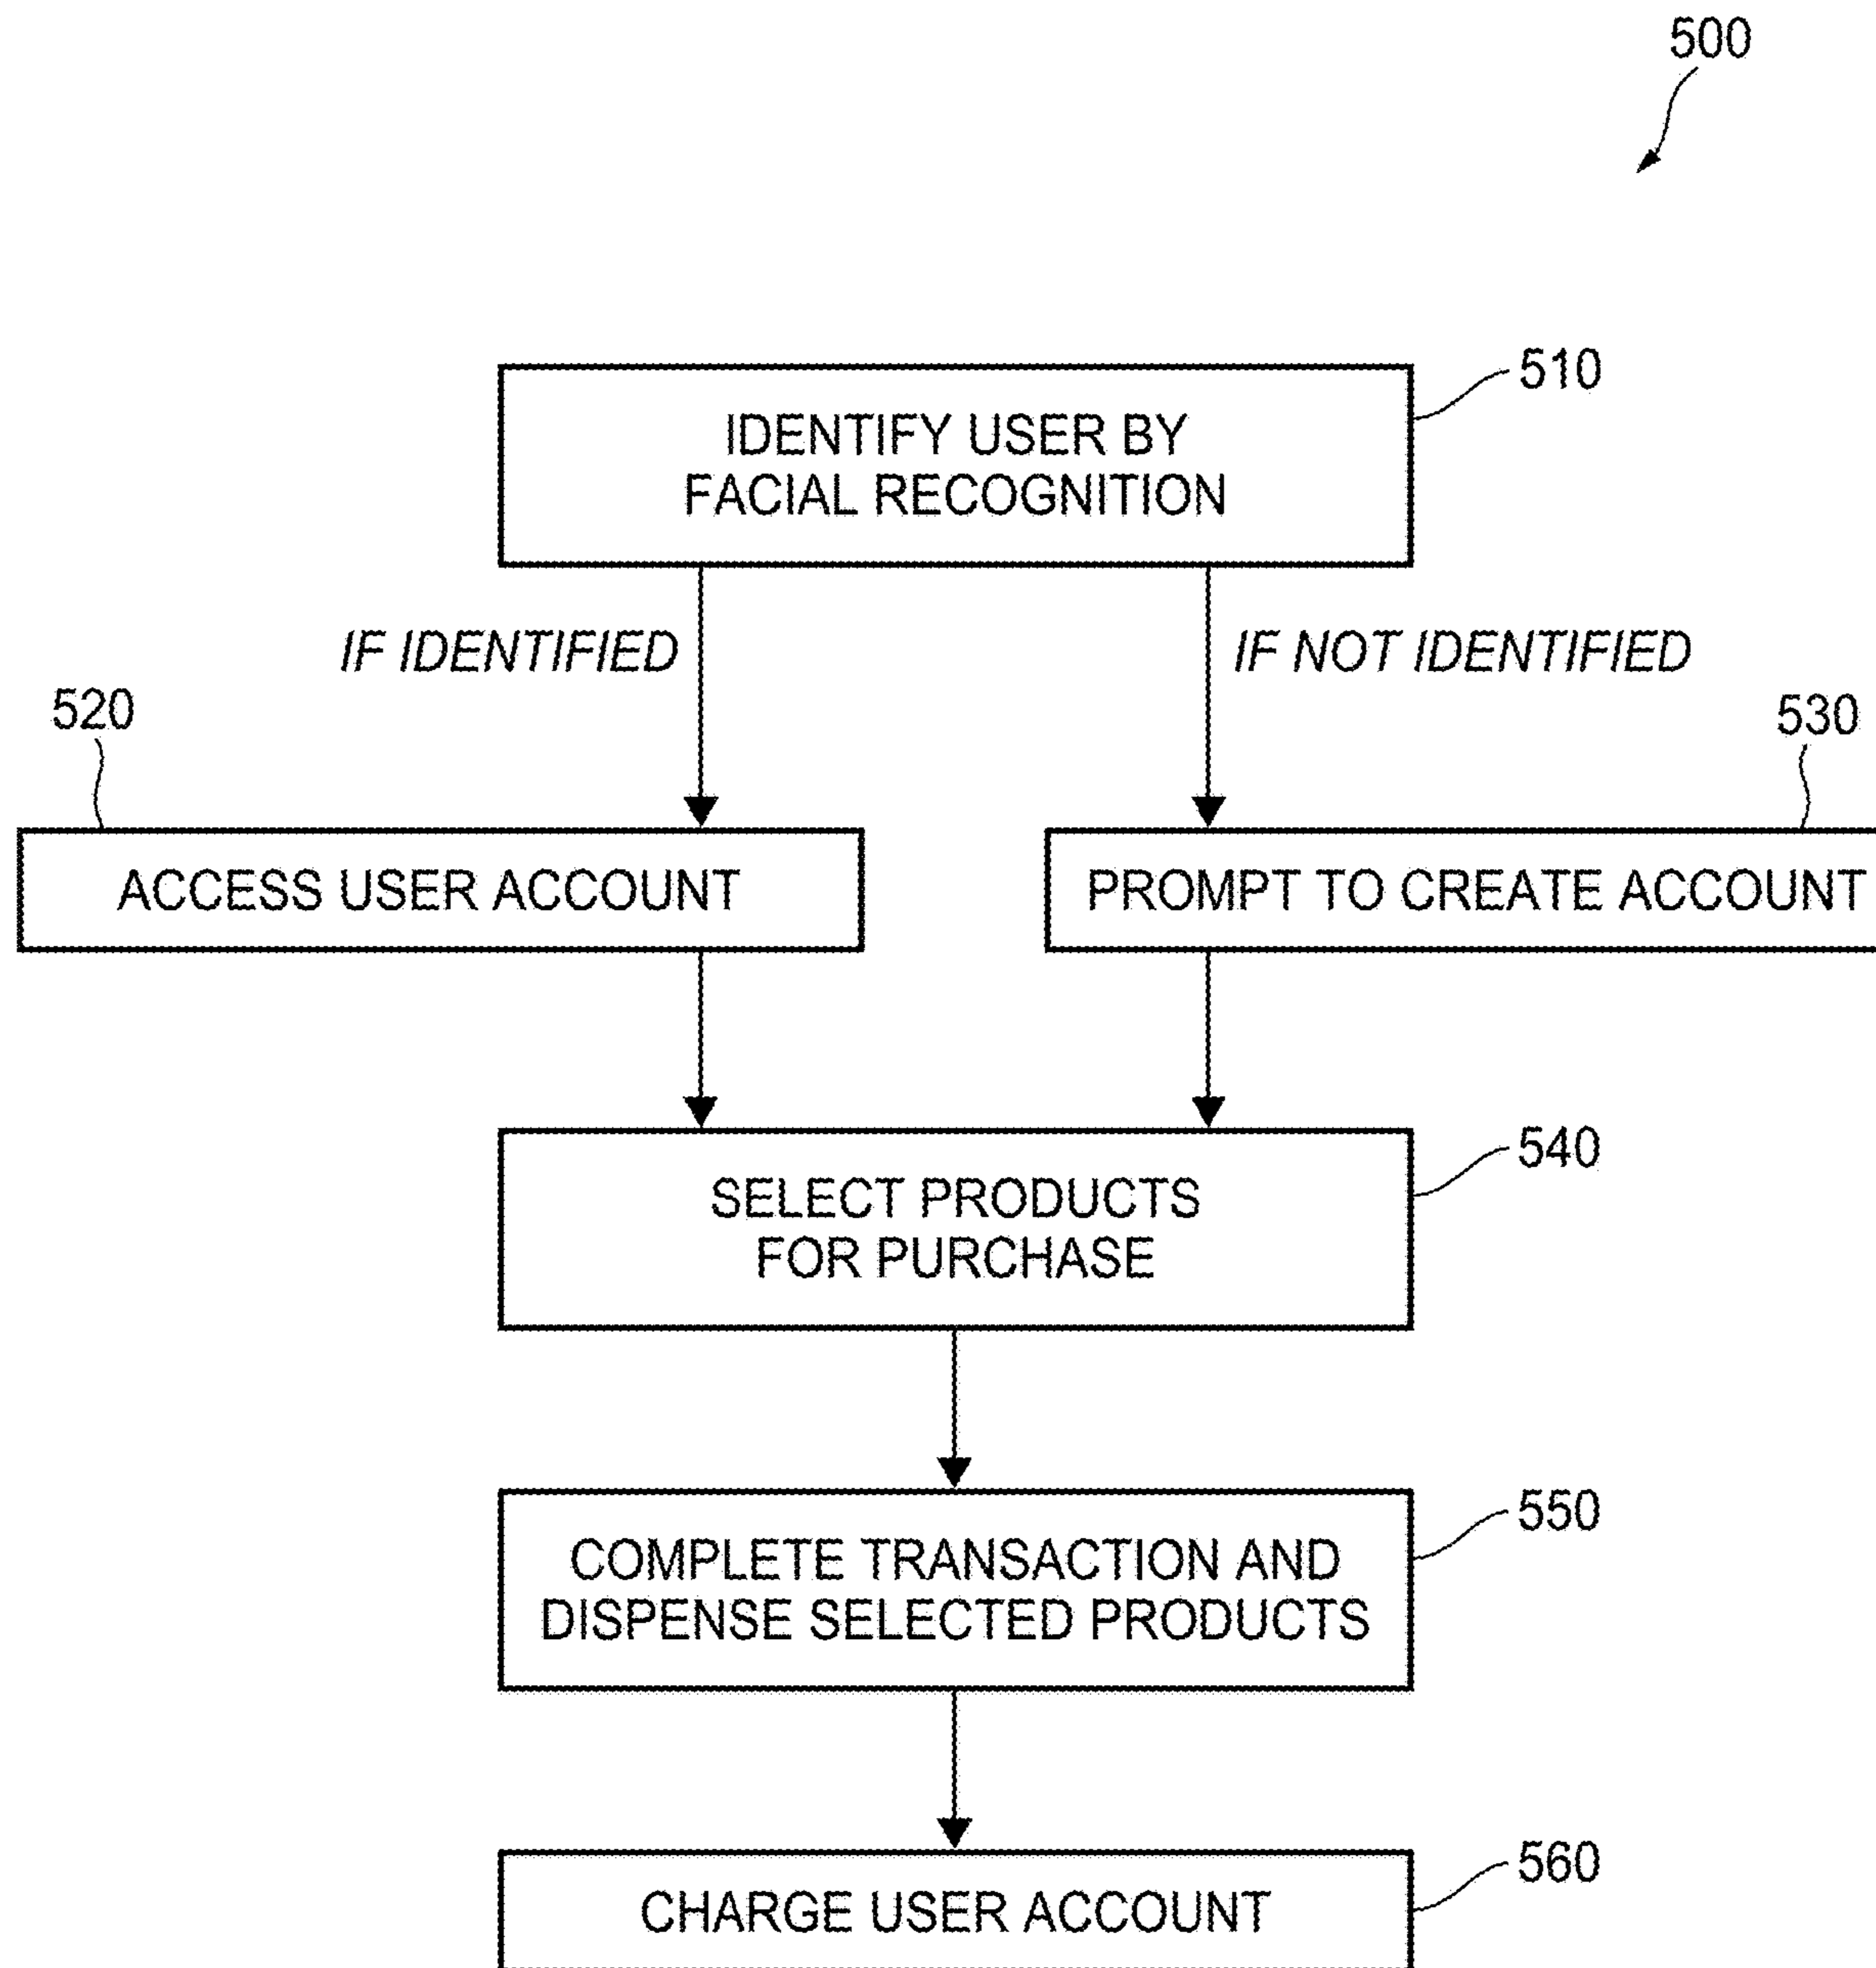 500
510
IDENTIFY USER BY
FACIAL RECOGNITION
IF IDENTIFIED
IF NOT IDENTIFIED
520
530
ACCESS USER ACCOUNT
PROMPT TO CREATE ACCOUNT
540
SELECT PRODUCTS
FOR PURCHASE
550
COMPLETE TRANSACTION AND
DISPENSE SELECTED PRODUCTS
560
CHARGE USER ACCOUNT